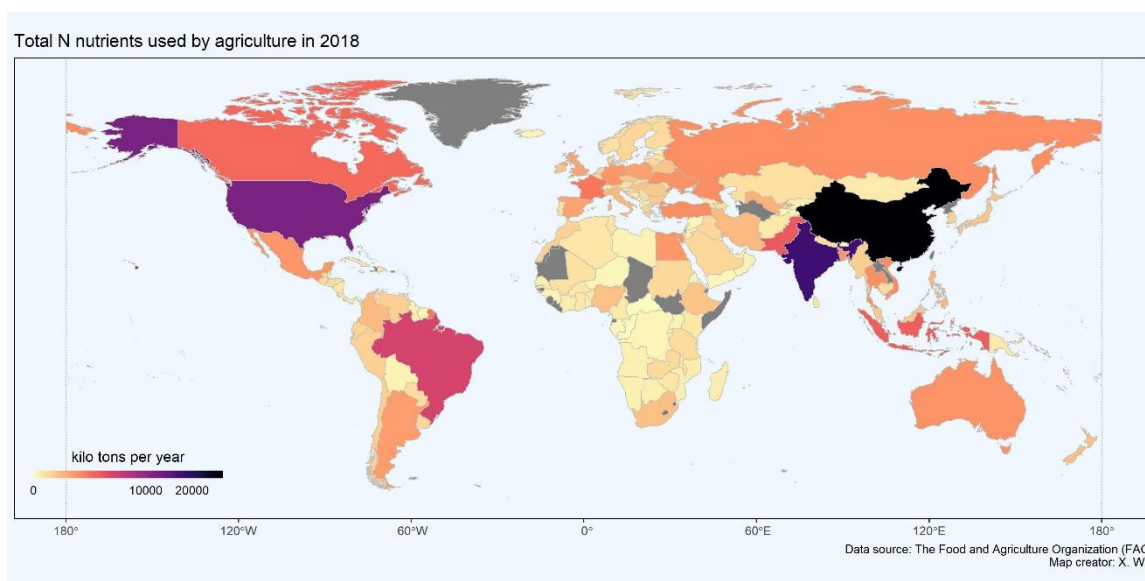 Total N nutrients used by agriculture in 2018
kilo tons per year
0 10000 20000
180° 120°W 60°W 0° 60°E 120°E 180°
Data source: The Food and Agriculture Organization (FAO
Map creator: X. W